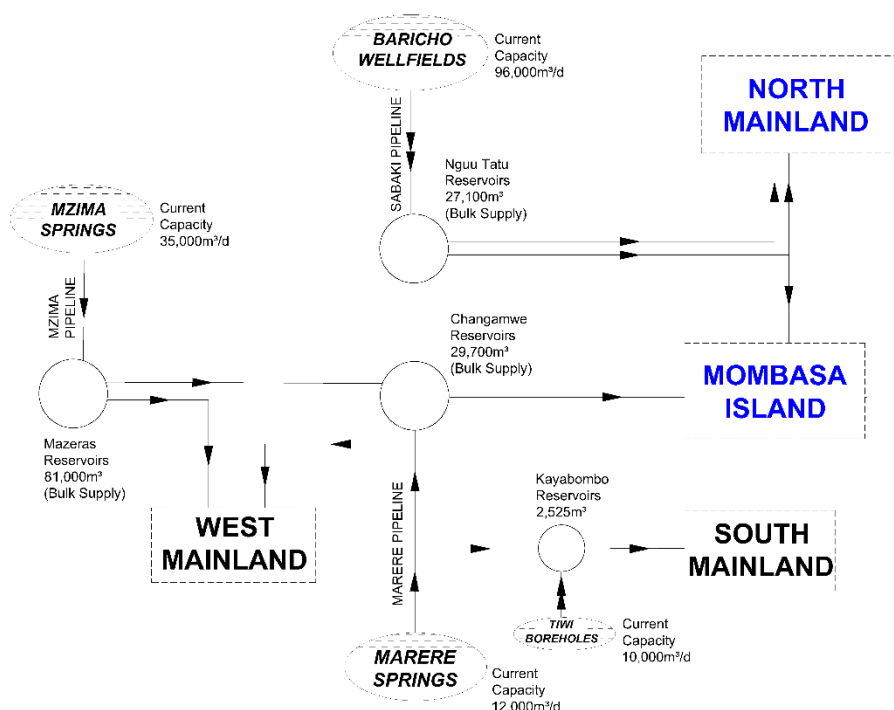 BARICHO
WELLFIELDS
Current
Capacity
96,000m³/d
NORTH
MAINLAND
SABAKI PIPELINE
Nguu Tatu
Reservoirs
27,100m³
(Bulk Supply)
MZIMA
SPRINGS
Current
Capacity
35,000m³/d
MZIMA
PIPELINE
Changamwe
Reservoirs
29,700m³
(Bulk Supply)
MOMBASA
ISLAND
Mazeras
Reservoirs
81,000m³
(Bulk Supply)
WEST
MAINLAND
MARERE PIPELINE
Kayabombo
Reservoirs
2,525m³
SOUTH
MAINLAND
TIWI
BOREHOLES
Current
Capacity
10,000m³/d
MARERE
SPRINGS
Current
Capacity
12,000m³/d